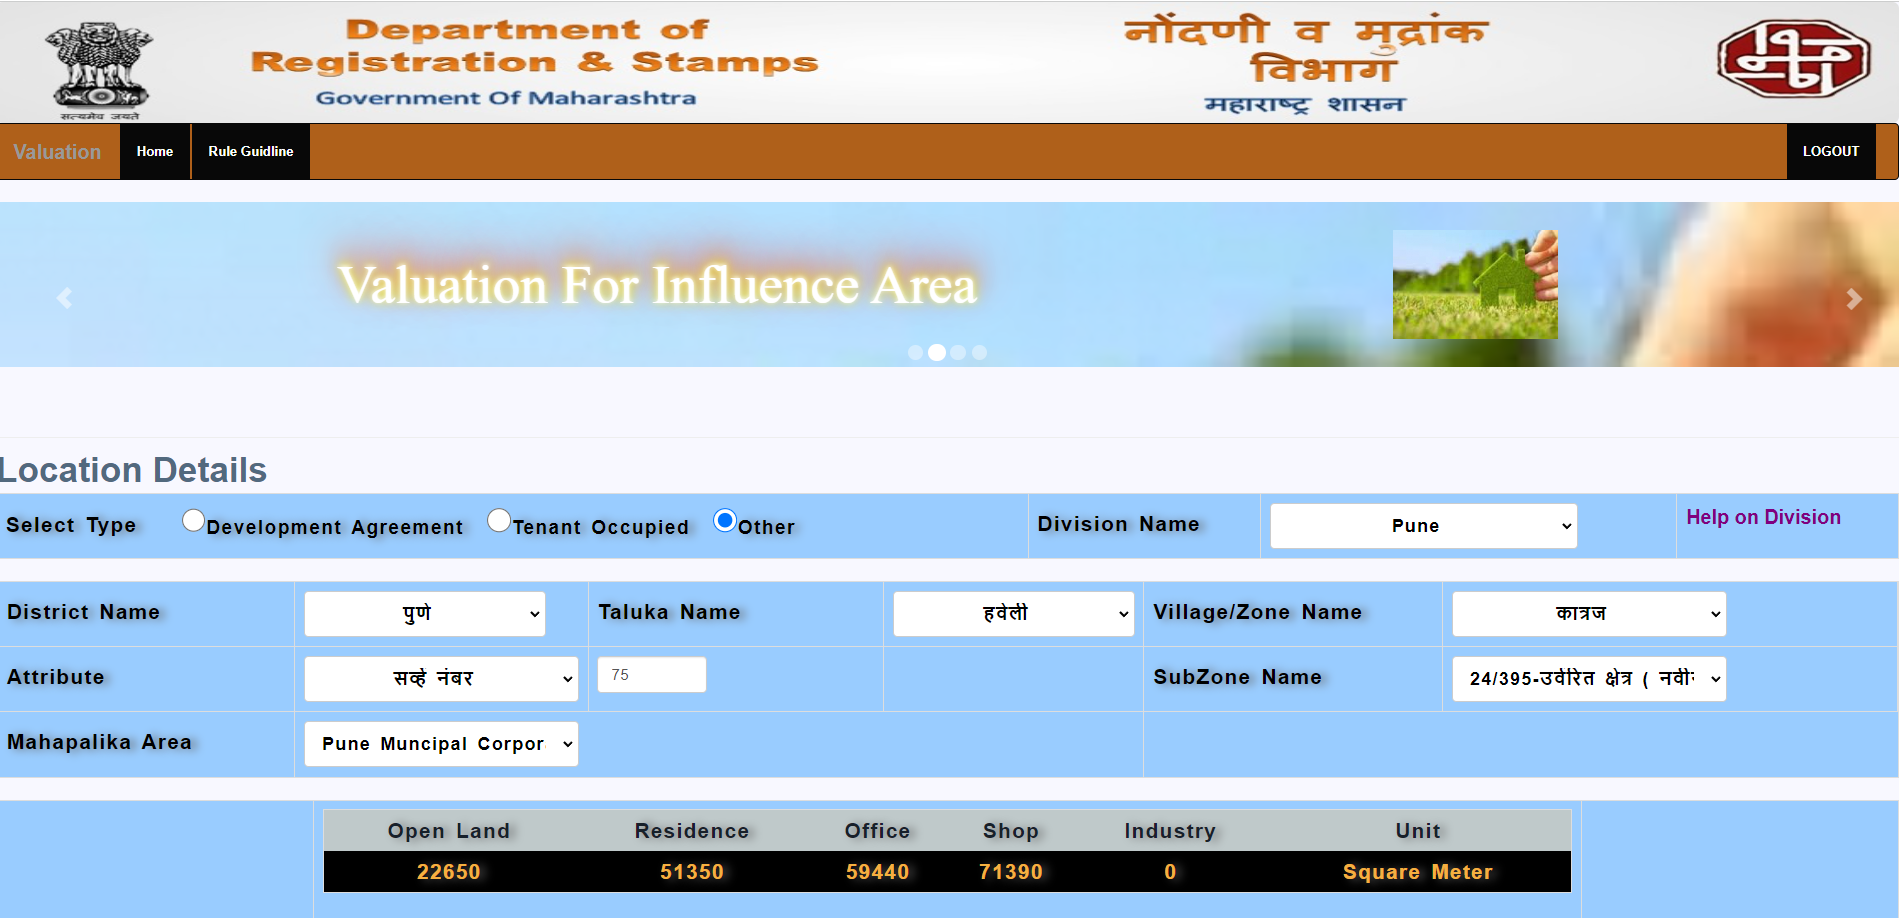 Department of
Registration & Stamps
Government Of Maharashtra
सत्यमेव जयते
नोंदणी व मुद्रांक
विभाग
महाराष्ट्र शासन
Valuation
Home
Rule Guidline
LOGOUT
Valuation For Influence Area
Location Details
Select Type
Development Agreement
Tenant Occupied
Other
Division Name
Pune
Help on Division
District Name
पुणे
Taluka Name
हवेली
Village/Zone Name
कात्रज
Attribute
सर्व्हे नंबर
75
SubZone Name
24/395-उर्वरित क्षेत्र (
Mahapalika Area
Pune Muncipal Corpor
Open Land Residence Office Shop Industry Unit
22650 51350 59440 71390 0 Square Meter